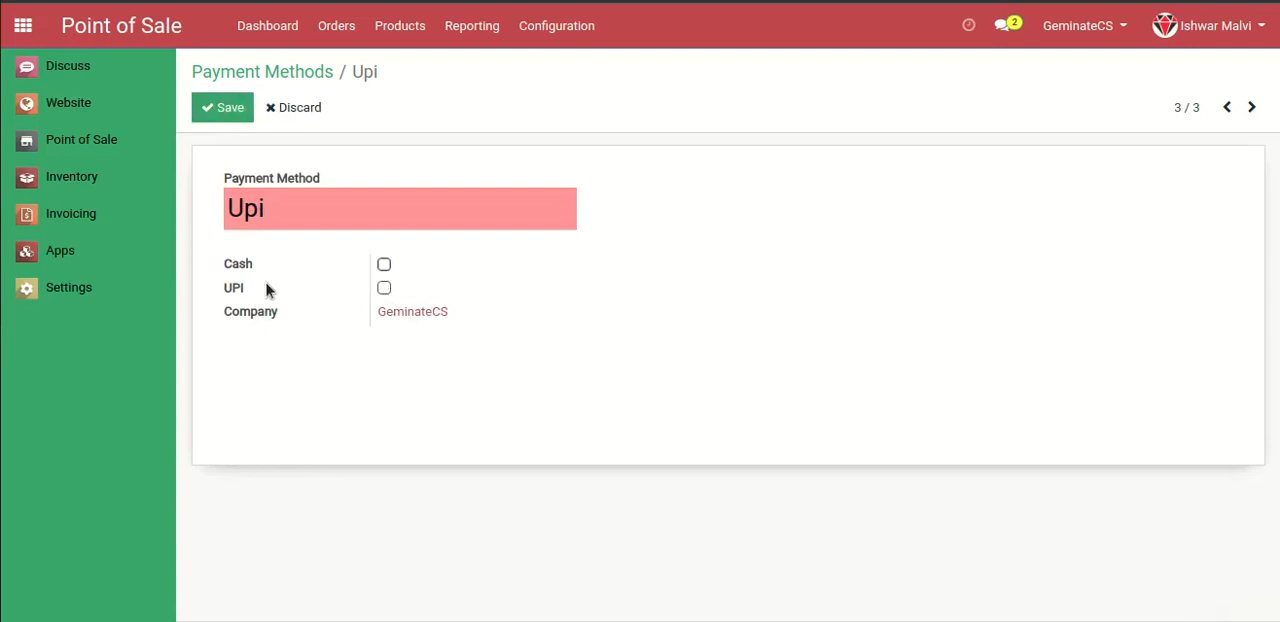 Point of Sale
Dashboard
Orders
Products
Reporting
Configuration
2
GeminateCS
Ishwar Malvi
Discuss
Website
Point of Sale
Inventory
Invoicing
Apps
Settings
Payment Methods / Upi
Save
Discard
3 / 3
Payment Method
Upi
Cash
UPI
Company GeminateCS